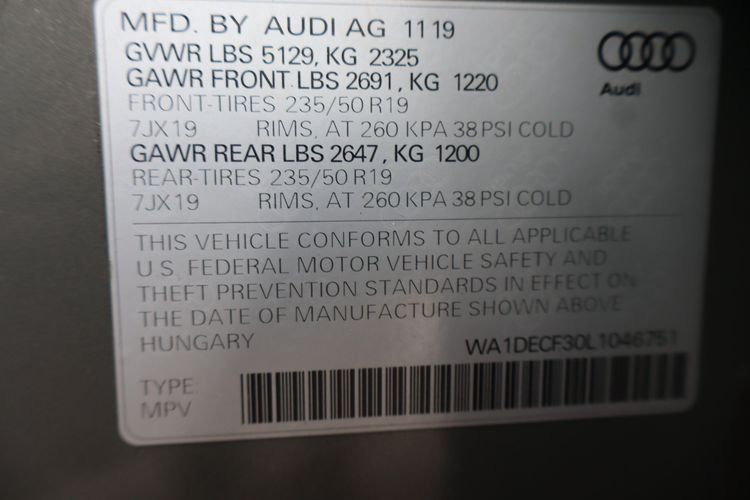 MFD. BY AUDI AG 11 19
GVWR LBS 5129, KG 2325
GAWR FRONT LBS 2691, KG 1220
FRONT-TIRES 235/50 R19
7JX19 RIMS, AT 260 KPA 38 PSI COLD
GAWR REAR LBS 2647, KG 1200
REAR-TIRES 235/50 R19
7JX19 RIMS, AT 260 KPA 38 PSI COLD
Audi
THIS VEHICLE CONFORMS TO ALL APPLICABLE
U.S. FEDERAL MOTOR VEHICLE SAFETY AND
THEFT PREVENTION STANDARDS IN EFFECT ON
THE DATE OF MANUFACTURE SHOWN ABOVE
HUNGARY WA1DECF30L1046751
TYPE:
MPV